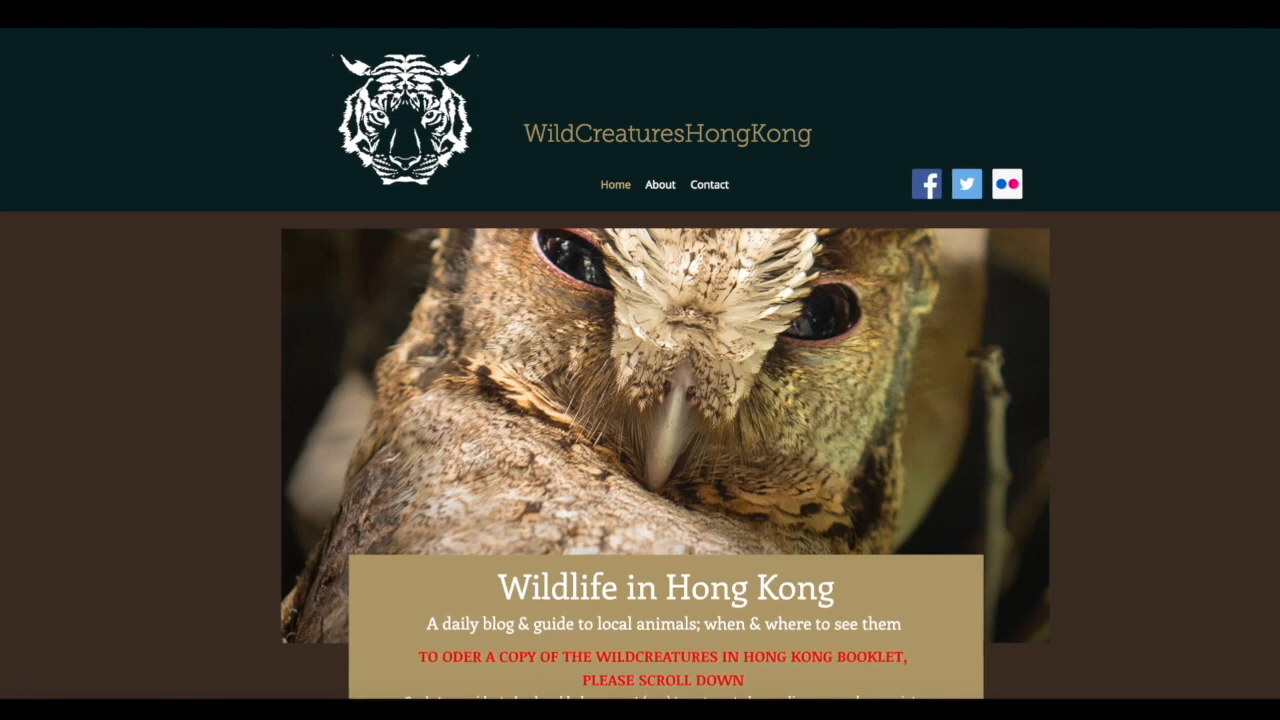 WildCreaturesHongKong
Home About Contact
Wildlife in Hong Kong
A daily blog & guide to local animals; when & where to see them
TO ODER A COPY OF THE WILDCREATURES IN HONG KONG BOOKLET,
PLEASE SCROLL DOWN